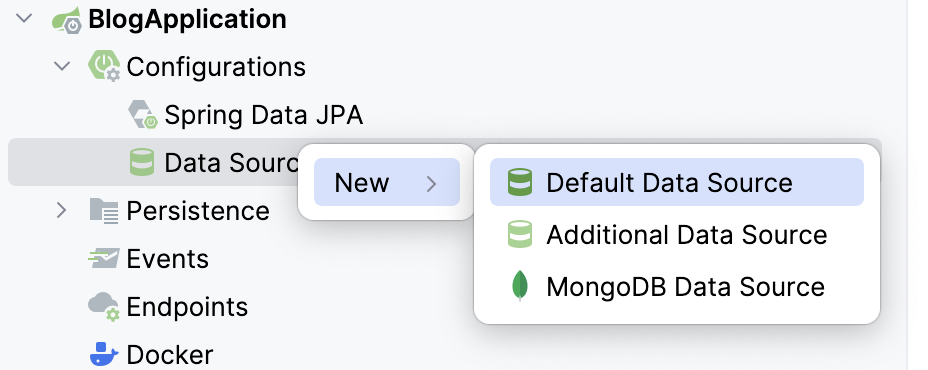 BlogApplication
Configurations
Spring Data JPA
Data Sourc
New
Default Data Source
Additional Data Source
MongoDB Data Source
Persistence
Events
Endpoints
Docker